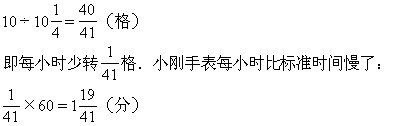 10÷10 1/4 = 40/41（格）
即每小时少转 1/41 格．小刚手表每小时比标准时间慢了：
1/41 × 60 = 1 19/41（分）